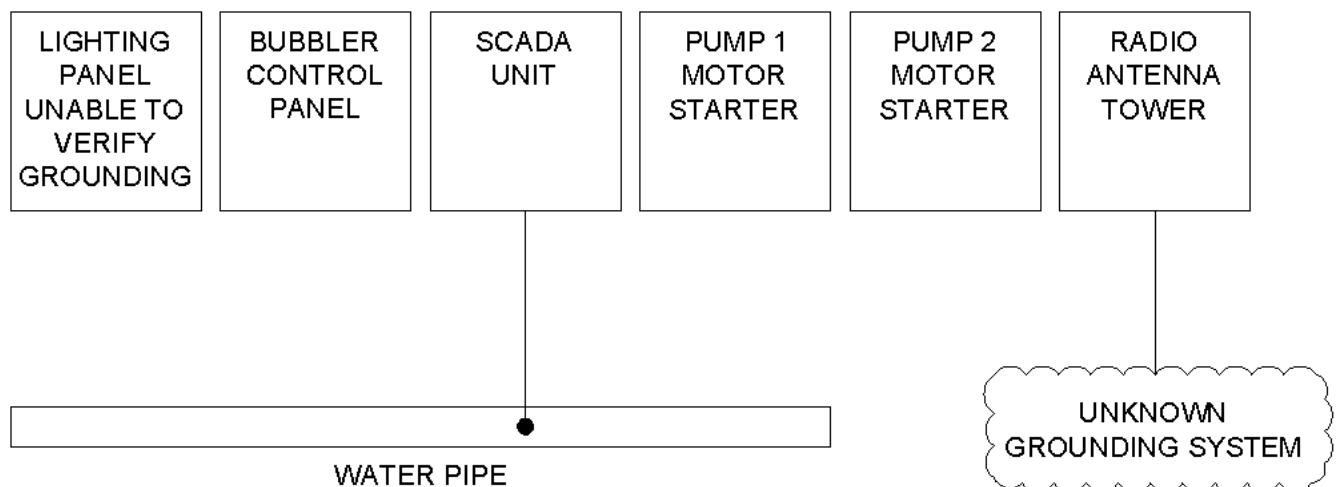 LIGHTING
PANEL
UNABLE TO
VERIFY
GROUNDING
BUBBLER
CONTROL
PANEL
SCADA
UNIT
PUMP 1
MOTOR
STARTER
PUMP 2
MOTOR
STARTER
RADIO
ANTENNA
TOWER
UNKNOWN
GROUNDING SYSTEM
WATER PIPE